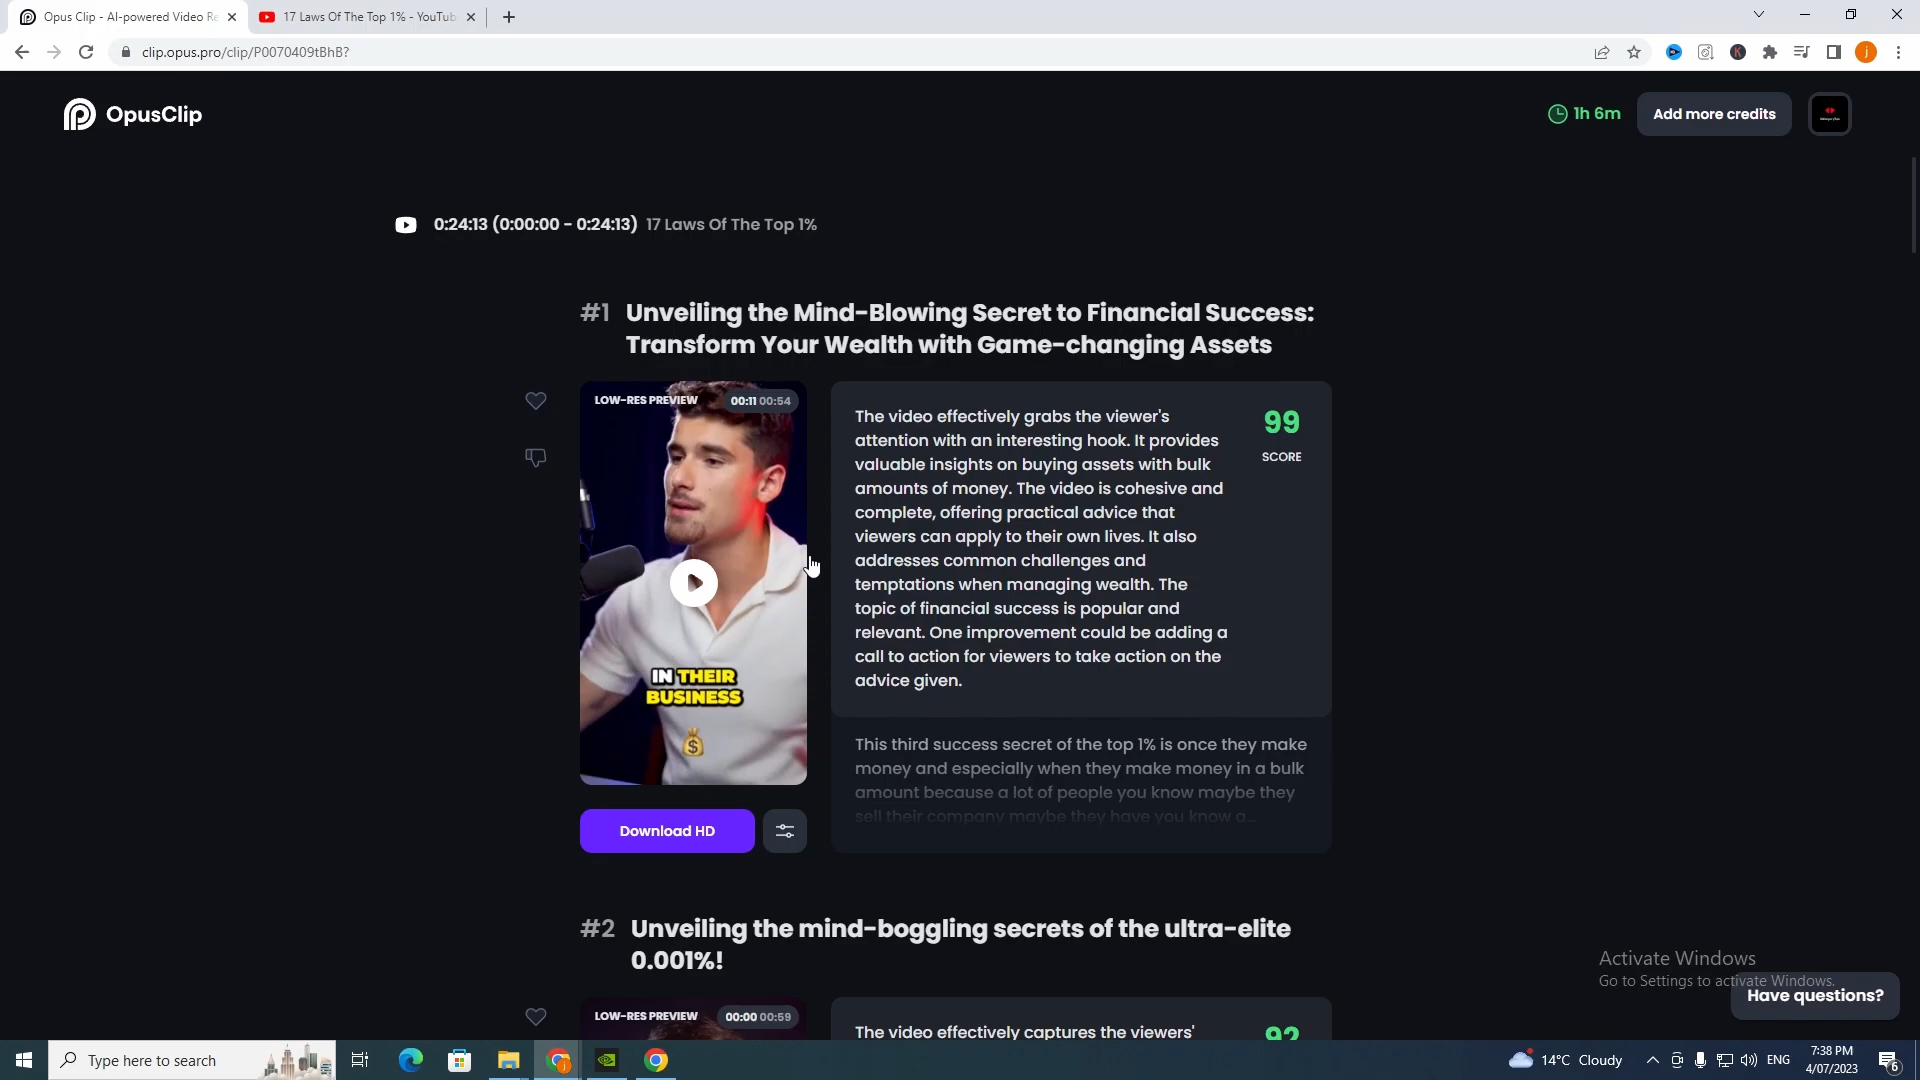 Opus Clip - AI-powered Video Re
17 Laws Of The Top 1% - YouTub
clip.opus.pro/clip/P0070409tBhB?
j
K
OpusClip
1h 6m
Add more credits
0:24:13 (0:00:00 - 0:24:13) 17 Laws Of The Top 1%
#1 Unveiling the Mind-Blowing Secret to Financial Success:
Transform Your Wealth with Game-changing Assets
LOW-RES PREVIEW 00:11 00:54
IN THEIR
BUSINESS
$
Download HD
The video effectively grabs the viewer's
attention with an interesting hook. It provides
valuable insights on buying assets with bulk
amounts of money. The video is cohesive and
complete, offering practical advice that
viewers can apply to their own lives. It also
addresses common challenges and
temptations when managing wealth. The
topic of financial success is popular and
relevant. One improvement could be adding a
call to action for viewers to take action on the
advice given.
99
SCORE
This third success secret of the top 1% is once they make
money and especially when they make money in a bulk
amount because a lot of people you know maybe they
sell their company maybe they have you know a...
#2 Unveiling the mind-boggling secrets of the ultra-elite
0.001%!
LOW-RES PREVIEW 00:00 00:59
The video effectively captures the viewers'
92
Activate Windows
Go to Settings to activate Windows.
Have questions?
Type here to search
14°C Cloudy
ENG
7:38 PM
4/07/2023
6